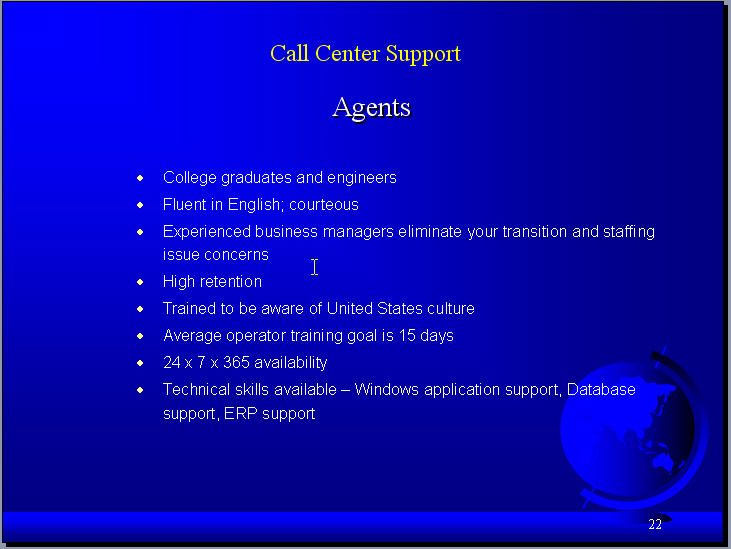 Call Center Support
Agents
• College graduates and engineers
• Fluent in English; courteous
• Experienced business managers eliminate your transition and staffing
issue concerns
• High retention
• Trained to be aware of United States culture
• Average operator training goal is 15 days
• 24 x 7 x 365 availability
• Technical skills available – Windows application support, Database
support, ERP support
22